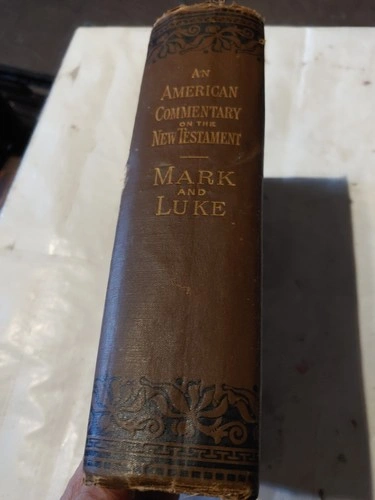 AN
AMERICAN
COMMENTARY
ON THE
NEW TESTAMENT
MARK
AND
LUKE